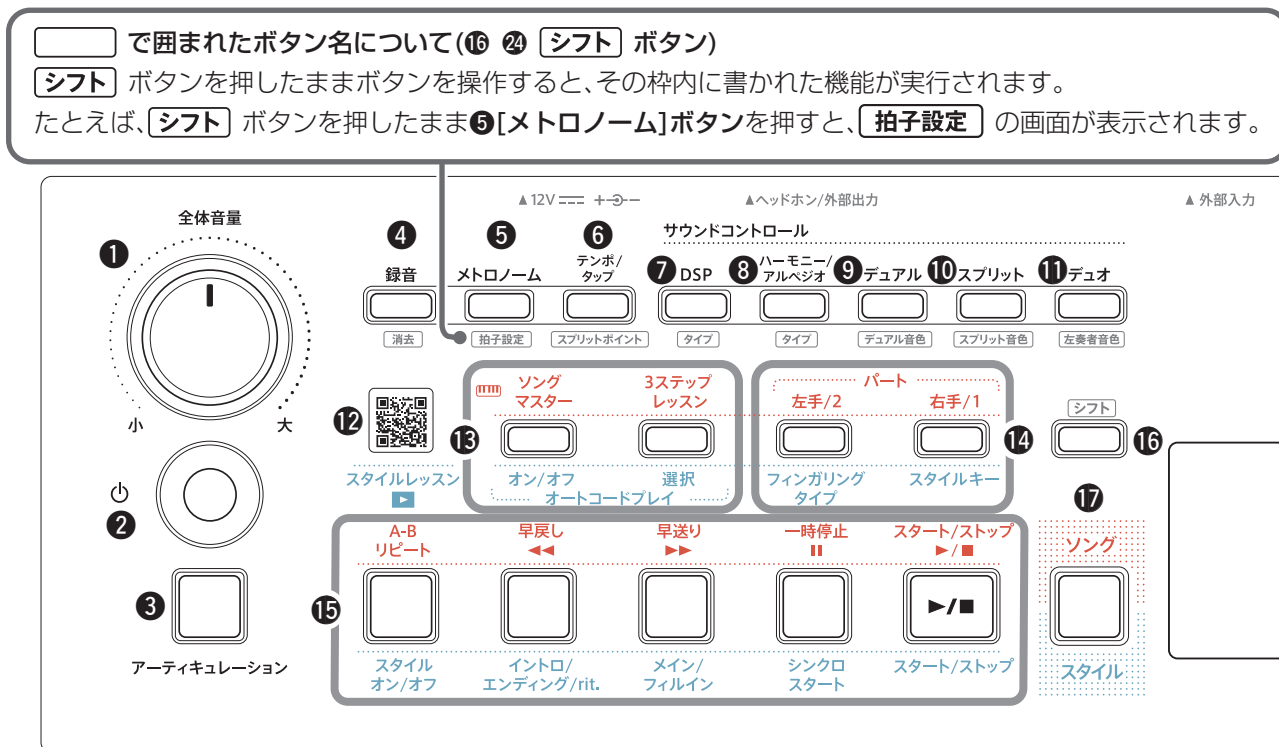 で囲まれたボタン名について(⓰ ㉔ シフト ボタン)
シフト ボタンを押したままボタンを操作すると、その枠内に書かれた機能が実行されます。
たとえば、シフト ボタンを押したまま❺[メトロノーム]ボタンを押すと、拍子設定 の画面が表示されます。
▲12V
▲ヘッドホン/外部出力
▲ 外部入力
全体音量
❶
小
大
❷
❸
アーティキュレーション
❹
録音
消去
❺
メトロノーム
拍子設定
❻
テンポ/
タップ
スプリットポイント
サウンドコントロール
❼ DSP
タイプ
❽ ハーモニー/
アルペジオ
タイプ
❾ デュアル
デュアル音色
❿ スプリット
スプリット音色
⓫ デュオ
左奏者音色
⓬
スタイルレッスン
⓭
ソング
マスター
3ステップ
レッスン
オン/オフ
選択
オートコードプレイ
パート
左手/2
右手/1
⓮
フィンガリング
タイプ
スタイルキー
シフト
⓰
⓯
A-B
リピート
早戻し
◀◀
早送り
▶▶
一時停止
⏸
スタート/ストップ
▶/■
▶/■
スタイル
オン/オフ
イントロ/
エンディング/rit.
メイン/
フィルイン
シンクロ
スタート
スタート/ストップ
⓱
ソング
スタイル